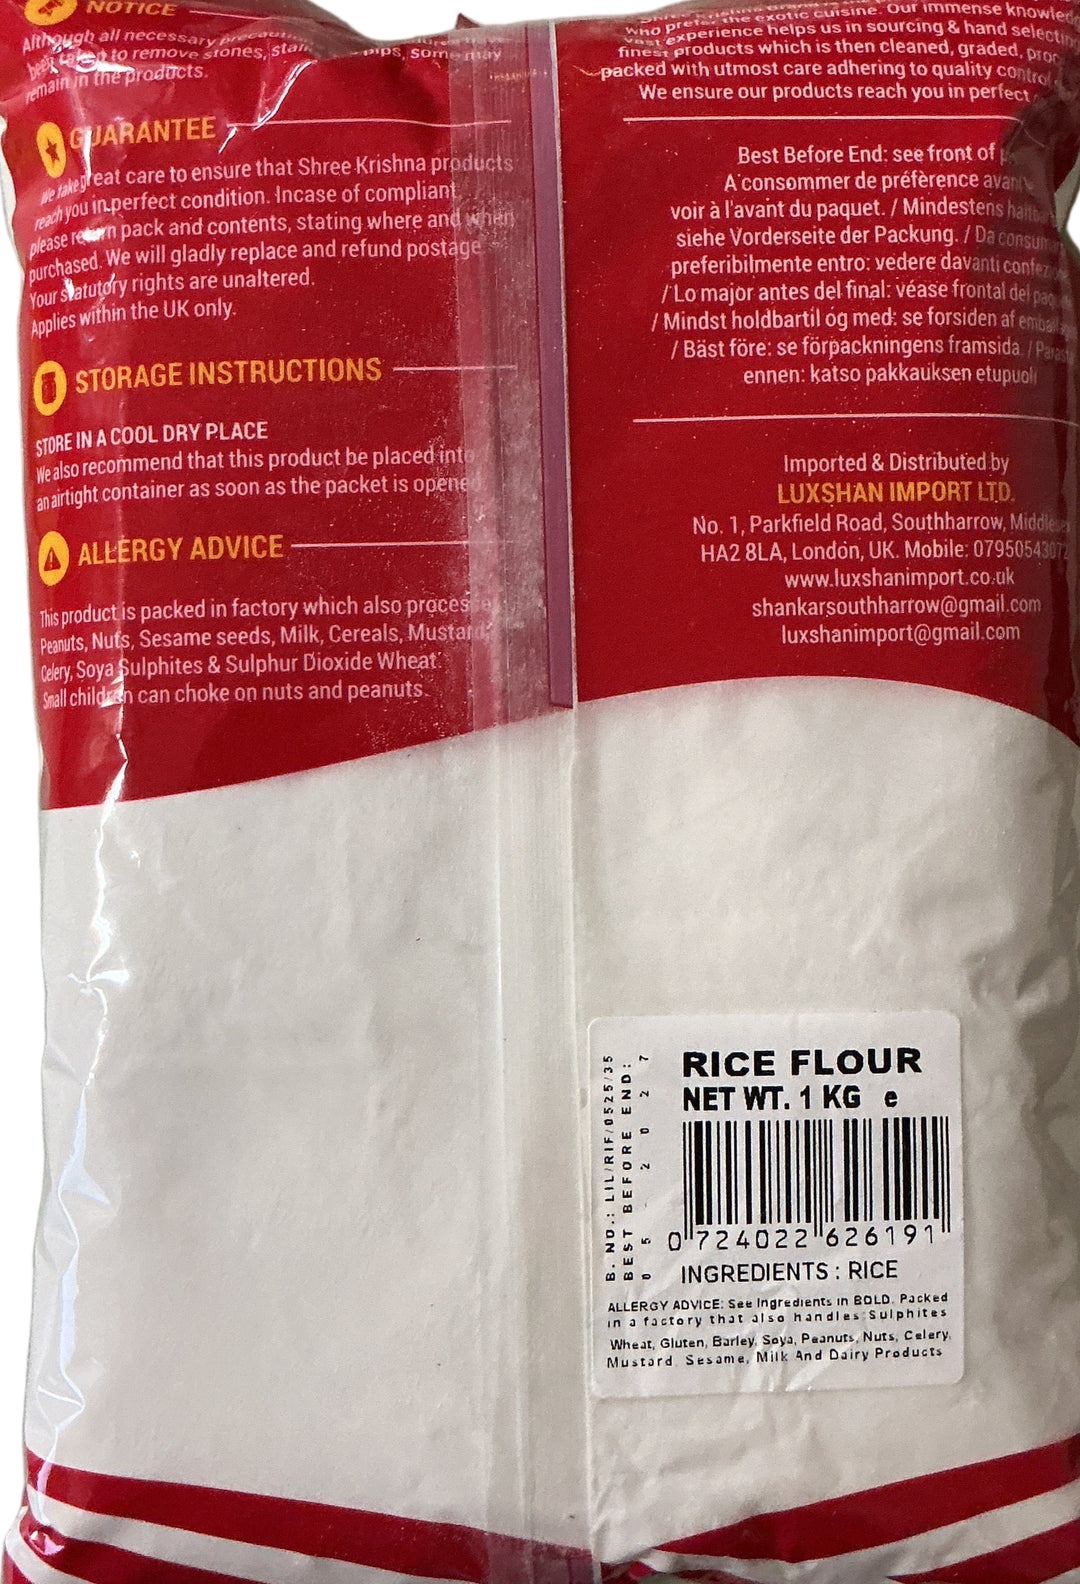 NOTICE
Although all necessary
been taken to remove stones, Some may
remain in the products.
GUARANTEE
We take great care to ensure that Shree Krishna products
reach you in perfect condition. Incase of compliant
please return pack and contents, stating where and when
purchased. We will gladly replace and refund postage
Your statutory rights are unaltered.
Applies within the UK only.
STORAGE INSTRUCTIONS
STORE IN A COOL DRY PLACE
We also recommend that this product be placed into
an airtight container as soon as the packet is opened
ALLERGY ADVICE
This product is packed in factory which also
Peanuts, Nuts, Sesame seeds, Milk, Cereals, Mustard,
Celery, Soya Sulphites & Sulphur Dioxide Wheat.
Small children can choke on nuts and peanuts.
who prefer the exotic cuisine. Our immense
vast experience helps us in sourcing & hand
finest products which is then cleaned, graded,
packed with utmost care adhering to quality control
We ensure our products reach you in perfect
Best Before End: see front of
A'consommer de préfèrence avant
voir à l'avant du paquet. / Mindestens
siehe Vorderseite der Packung. / Da
preferibilmente entro: vedere davanti
/ Lo major antes del final: véase frontal del
/ Mindst holdbartil og med: se forsiden af
/ Bäst före: se förpackningens framsida. /
ennen: katso pakkauksen etupuoli
Imported & Distributed by
LUXSHAN IMPORT LTD.
No. 1, Parkfield Road, Southharrow,
HA2 8LA, London, UK. Mobile:
www.luxshanimport.co.uk
shankarsouthharrow@gmail.com
luxshanimport@gmail.com
B. NO.: LIL/RIF/0525/35
BEST BEFORE END:
05 - 2027
RICE FLOUR
NET WT. 1 KG e
0 724022 626191
INGREDIENTS : RICE
ALLERGY ADVICE: See Ingredients in BOLD. Packed
in a factory that also handles Sulphites
Wheat, Gluten, Barley, Soya, Peanuts, Nuts, Celery,
Mustard, Sesame, Milk And Dairy Products